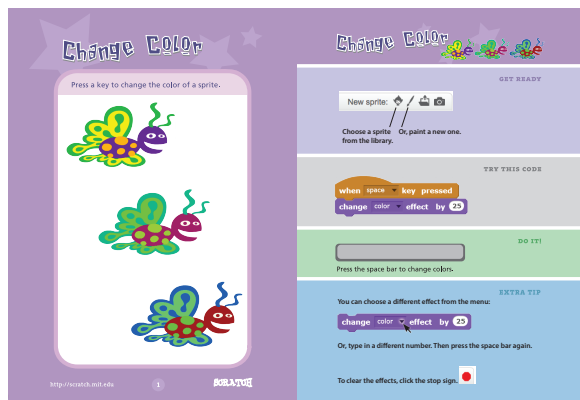 Change Color
Press a key to change the color of a sprite.
http://scratch.mit.edu
1
SCRATCH
Change Color
GET READY
New sprite:
Choose a sprite
from the library.
Or, paint a new one.
TRY THIS CODE
when space key pressed
change color effect by 25
DO IT!
Press the space bar to change colors.
EXTRA TIP
You can choose a different effect from the menu:
change color effect by 25
Or, type in a different number. Then press the space bar again.
To clear the effects, click the stop sign.